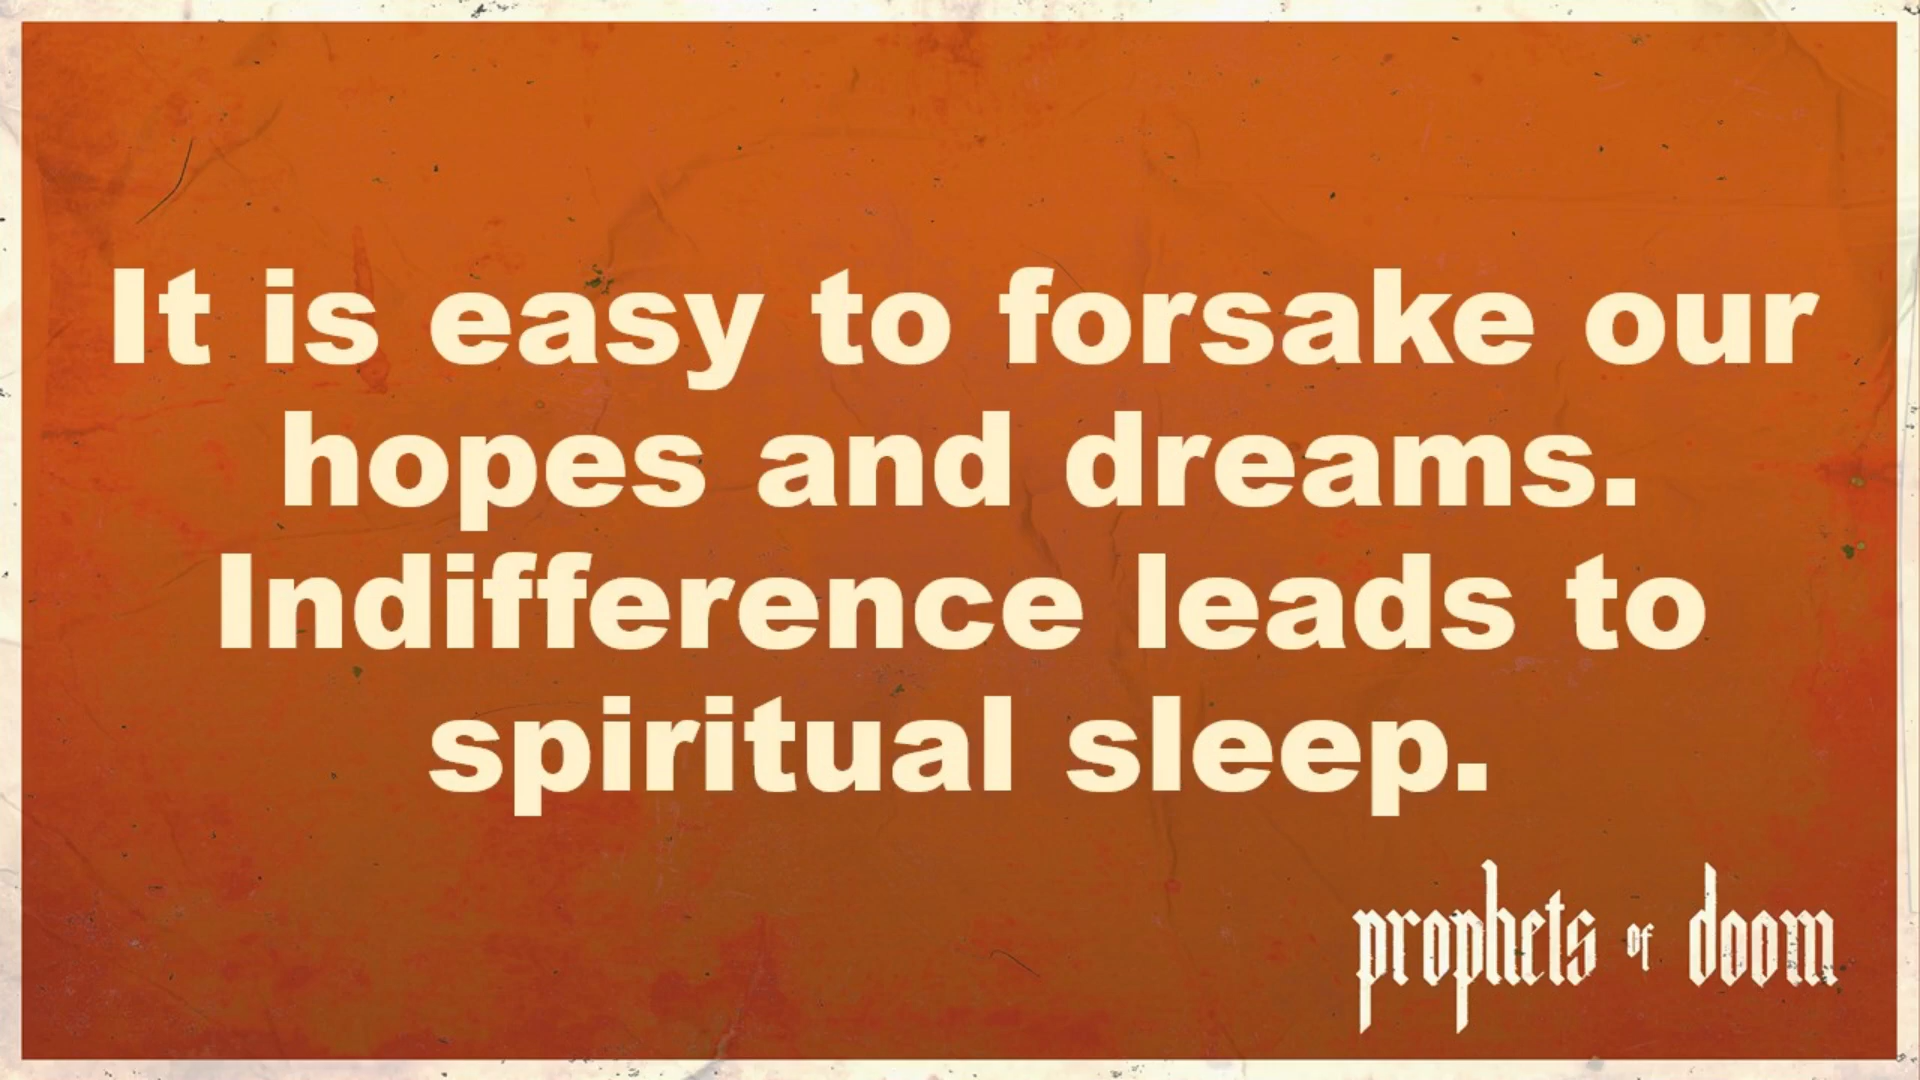 It is easy to forsake our
hopes and dreams.
Indifference leads to
spiritual sleep.
prophets of doom